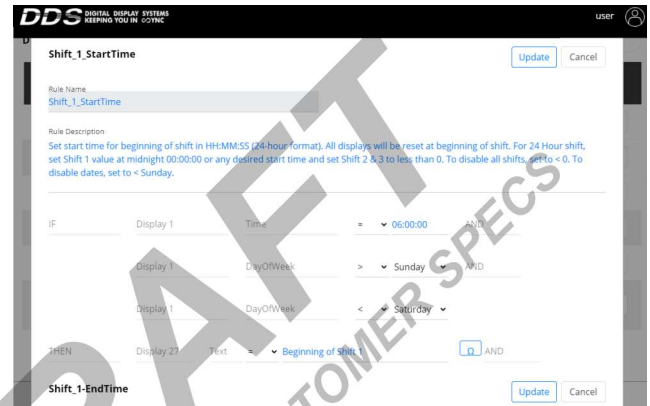 DDS DIGITAL DISPLAY SYSTEMS
KEEPING YOU IN SYNC
user
Shift_1_StartTime
Update Cancel
Rule Name
Shift_1_StartTime
Rule Description
Set start time for beginning of shift in HH:MM:SS (24-hour format). All displays will be reset at beginning of shift. For 24 Hour shift,
set Shift 1 value at midnight 00:00:00 or any desired start time and set Shift 2 & 3 to less than 0. To disable all shifts, set to < 0. To
disable dates, set to < Sunday.
IF Display 1 Time = 06:00:00 AND
Display 1 DayOfWeek > Sunday AND
Display 1 DayOfWeek < Saturday
THEN Display 27 Text = Beginning of Shift 1 Ω AND
Shift_1-EndTime
Update Cancel